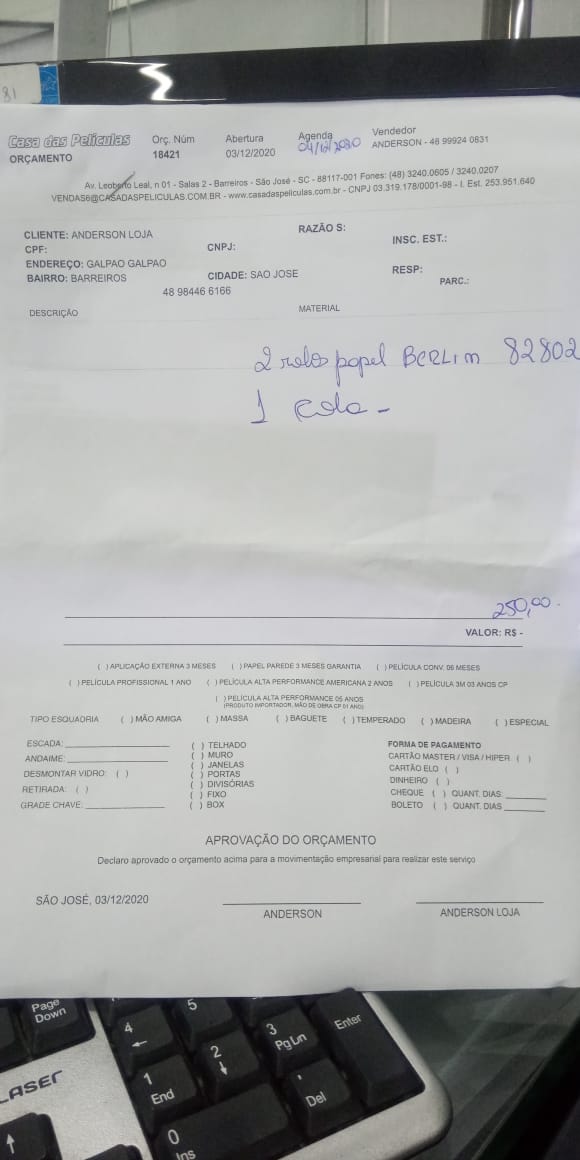 81
Casa das Películas Orç. Núm Abertura Agenda Vendedor
ORÇAMENTO 18421 03/12/2020 04/12/2020 ANDERSON - 48 99924 0831
Av. Leoberto Leal, n 01 - Salas 2 - Barreiros - São José - SC - 88117-001 Fones: (48) 3240.0605 / 3240.0207
VENDAS6@CASADASPELICULAS.COM.BR - www.casadaspeliculas.com.br - CNPJ 03.319.178/0001-98 - I. Est. 253.951.640
CLIENTE: ANDERSON LOJA RAZÃO S:
CPF: CNPJ: INSC. EST.:
ENDEREÇO: GALPAO GALPAO
BAIRRO: BARREIROS CIDADE: SAO JOSE RESP:
48 98446 6166 PARC.:
DESCRIÇÃO MATERIAL
2 rolos papel BERLIM 82802
1 cola -
250,00.
VALOR: R$ -
( ) APLICAÇÃO EXTERNA 3 MESES ( ) PAPEL PAREDE 3 MESES GARANTIA ( ) PELÍCULA CONV. 06 MESES
( ) PELÍCULA PROFISSIONAL 1 ANO ( ) PELÍCULA ALTA PERFORMANCE AMERICANA 2 ANOS ( ) PELÍCULA 3M 03 ANOS CP
( ) PELÍCULA ALTA PERFORMANCE 05 ANOS
(PRODUTO IMPORTADOR, MÃO DE OBRA CP 01 ANO)
TIPO ESQUADRIA ( ) MÃO AMIGA ( ) MASSA ( ) BAGUETE ( ) TEMPERADO ( ) MADEIRA ( ) ESPECIAL
ESCADA: ( ) TELHADO FORMA DE PAGAMENTO
ANDAIME: ( ) MURO CARTÃO MASTER / VISA / HIPER ( )
( ) JANELAS CARTÃO ELO ( )
DESMONTAR VIDRO: ( ) ( ) PORTAS DINHEIRO ( )
RETIRADA: ( ) ( ) DIVISÓRIAS CHEQUE ( ) QUANT. DIAS:
( ) FIXO BOLETO ( ) QUANT. DIAS
GRADE CHAVE: ( ) BOX
APROVAÇÃO DO ORÇAMENTO
Declaro aprovado o orçamento acima para a movimentação empresarial para realizar este serviço
SÃO JOSÉ, 03/12/2020
ANDERSON ANDERSON LOJA
Page Down
5
4
3 PgLn
Enter
LASER
2
1 End
Del
0 Ins